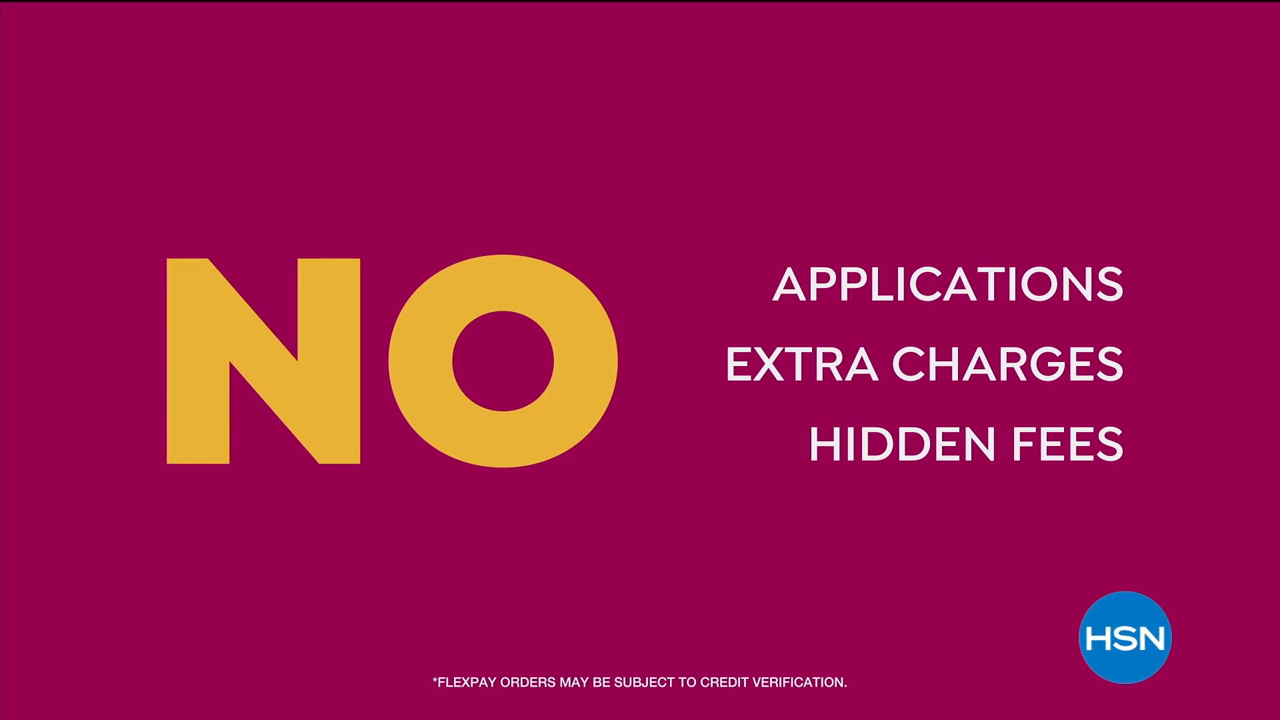 NO
APPLICATIONS
EXTRA CHARGES
HIDDEN FEES
HSN
*FLEXPAY ORDERS MAY BE SUBJECT TO CREDIT VERIFICATION.